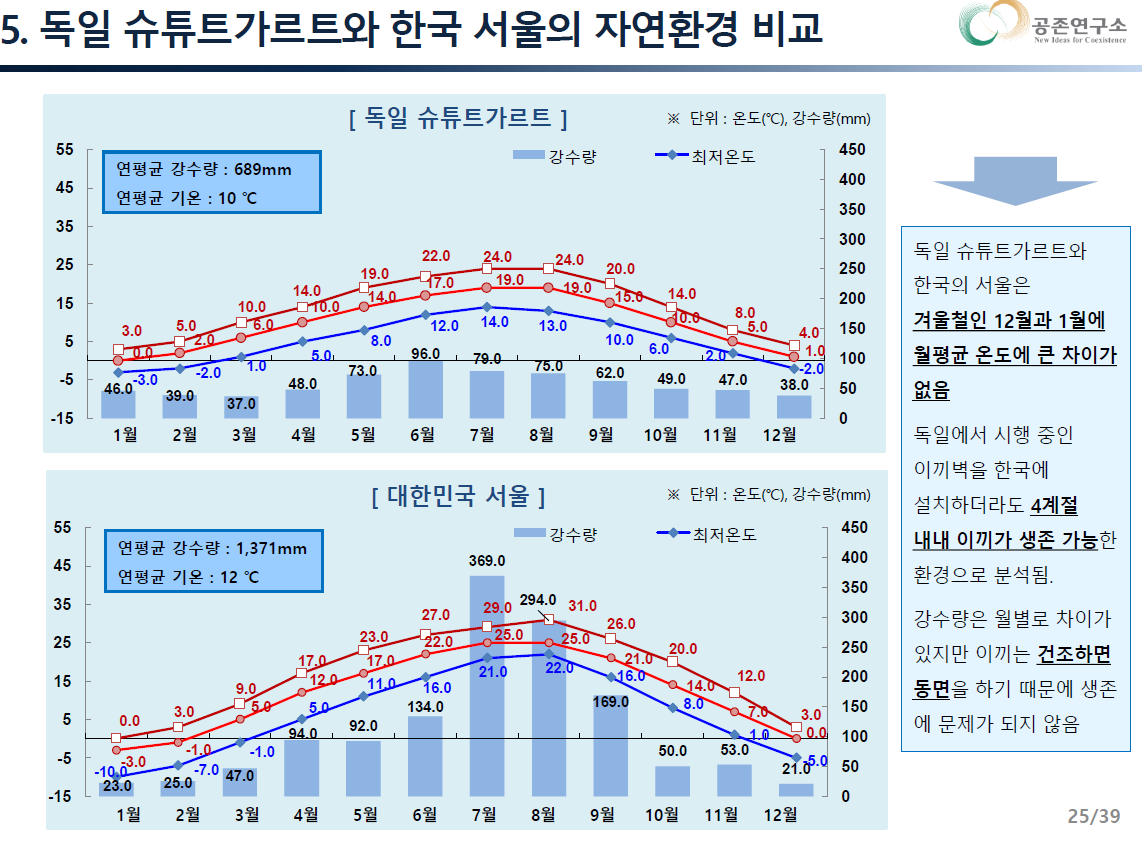 5. 독일 슈튜트가르트와 한국 서울의 자연환경 비교
공존연구소
New Ideas for Coexistence
[ 독일 슈튜트가르트 ]
※ 단위 : 온도(℃), 강수량(mm)
연평균 강수량 : 689mm
연평균 기온 : 10 ℃
강수량
최저온도
55
45
35
25
15
5
-5
-15
450
400
350
300
250
200
150
100
50
0
3.0 5.0 10.0 14.0 19.0 22.0 24.0 24.0 20.0 14.0 8.0 4.0
0.0 2.0 6.0 10.0 14.0 17.0 19.0 19.0 15.0 10.0 5.0 1.0
-3.0 -2.0 1.0 5.0 8.0 12.0 14.0 13.0 10.0 6.0 2.0 -2.0
46.0 39.0 37.0 48.0 73.0 96.0 79.0 75.0 62.0 49.0 47.0 38.0
1월 2월 3월 4월 5월 6월 7월 8월 9월 10월 11월 12월
[ 대한민국 서울 ]
※ 단위 : 온도(℃), 강수량(mm)
연평균 강수량 : 1,371mm
연평균 기온 : 12 ℃
강수량
최저온도
55
45
35
25
15
5
-5
-15
450
400
350
300
250
200
150
100
50
0
0.0 3.0 9.0 17.0 23.0 27.0 29.0 31.0 26.0 20.0 12.0 3.0
-3.0 -1.0 5.0 12.0 17.0 22.0 25.0 25.0 21.0 14.0 7.0 0.0
-10.0 -7.0 -1.0 5.0 11.0 16.0 21.0 22.0 16.0 8.0 1.0 -5.0
23.0 25.0 47.0 94.0 92.0 134.0 369.0 294.0 169.0 50.0 53.0 21.0
1월 2월 3월 4월 5월 6월 7월 8월 9월 10월 11월 12월
독일 슈튜트가르트와
한국의 서울은
겨울철인 12월과 1월에
월평균 온도에 큰 차이가
없음
독일에서 시행 중인
이끼벽을 한국에
설치하더라도 4계절
내내 이끼가 생존 가능한
환경으로 분석됨.
강수량은 월별로 차이가
있지만 이끼는 건조하면
동면을 하기 때문에 생존
에 문제가 되지 않음
25/39